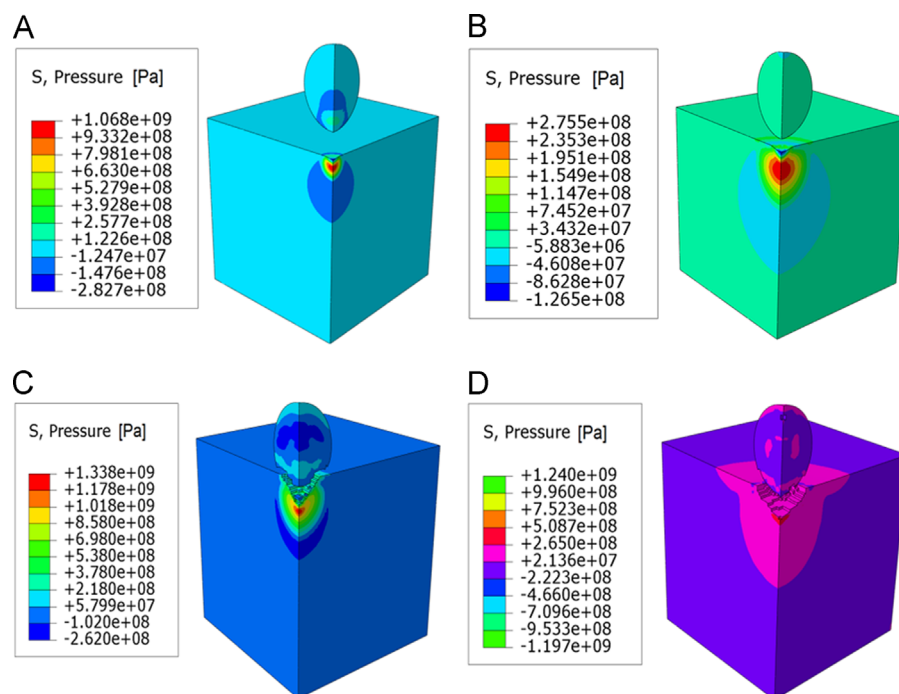 A
S, Pressure [Pa]
+1.068e+09
+9.332e+08
+7.981e+08
+6.630e+08
+5.279e+08
+3.928e+08
+2.577e+08
+1.226e+08
-1.247e+07
-1.476e+08
-2.827e+08
B
S, Pressure [Pa]
+2.755e+08
+2.353e+08
+1.951e+08
+1.549e+08
+1.147e+08
+7.452e+07
+3.432e+07
-5.883e+06
-4.608e+07
-8.628e+07
-1.265e+08
C
S, Pressure [Pa]
+1.338e+09
+1.178e+09
+1.018e+09
+8.580e+08
+6.980e+08
+5.380e+08
+3.780e+08
+2.180e+08
+5.799e+07
-1.020e+08
-2.620e+08
D
S, Pressure [Pa]
+1.240e+09
+9.960e+08
+7.523e+08
+5.087e+08
+2.650e+08
+2.136e+07
-2.223e+08
-4.660e+08
-7.096e+08
-9.533e+08
-1.197e+09